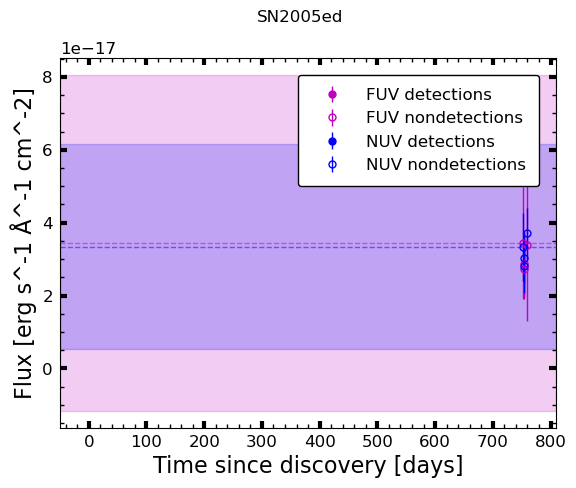 SN2005ed
1e−17
8
6
4
2
0
Flux [erg s^-1 Å^-1 cm^-2]
FUV detections
FUV nondetections
NUV detections
NUV nondetections
0 100 200 300 400 500 600 700 800
Time since discovery [days]